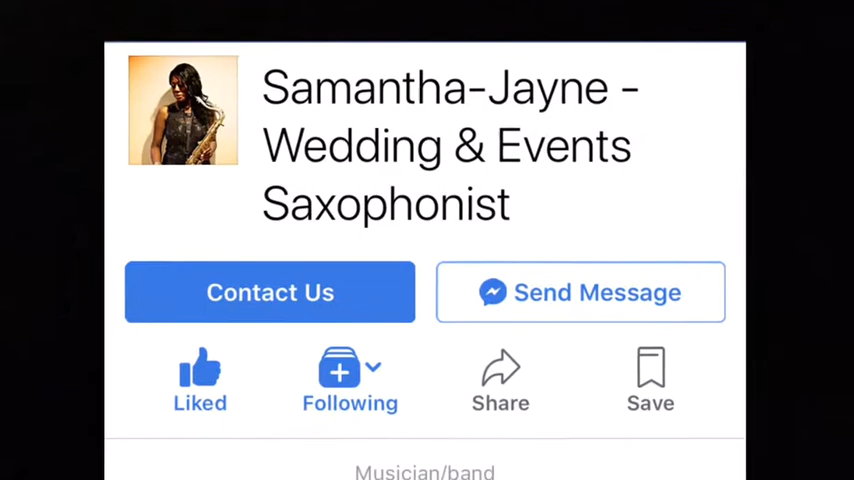 Samantha-Jayne -
Wedding & Events
Saxophonist
Contact Us
Send Message
Liked
Following
Share
Save
Musician/band